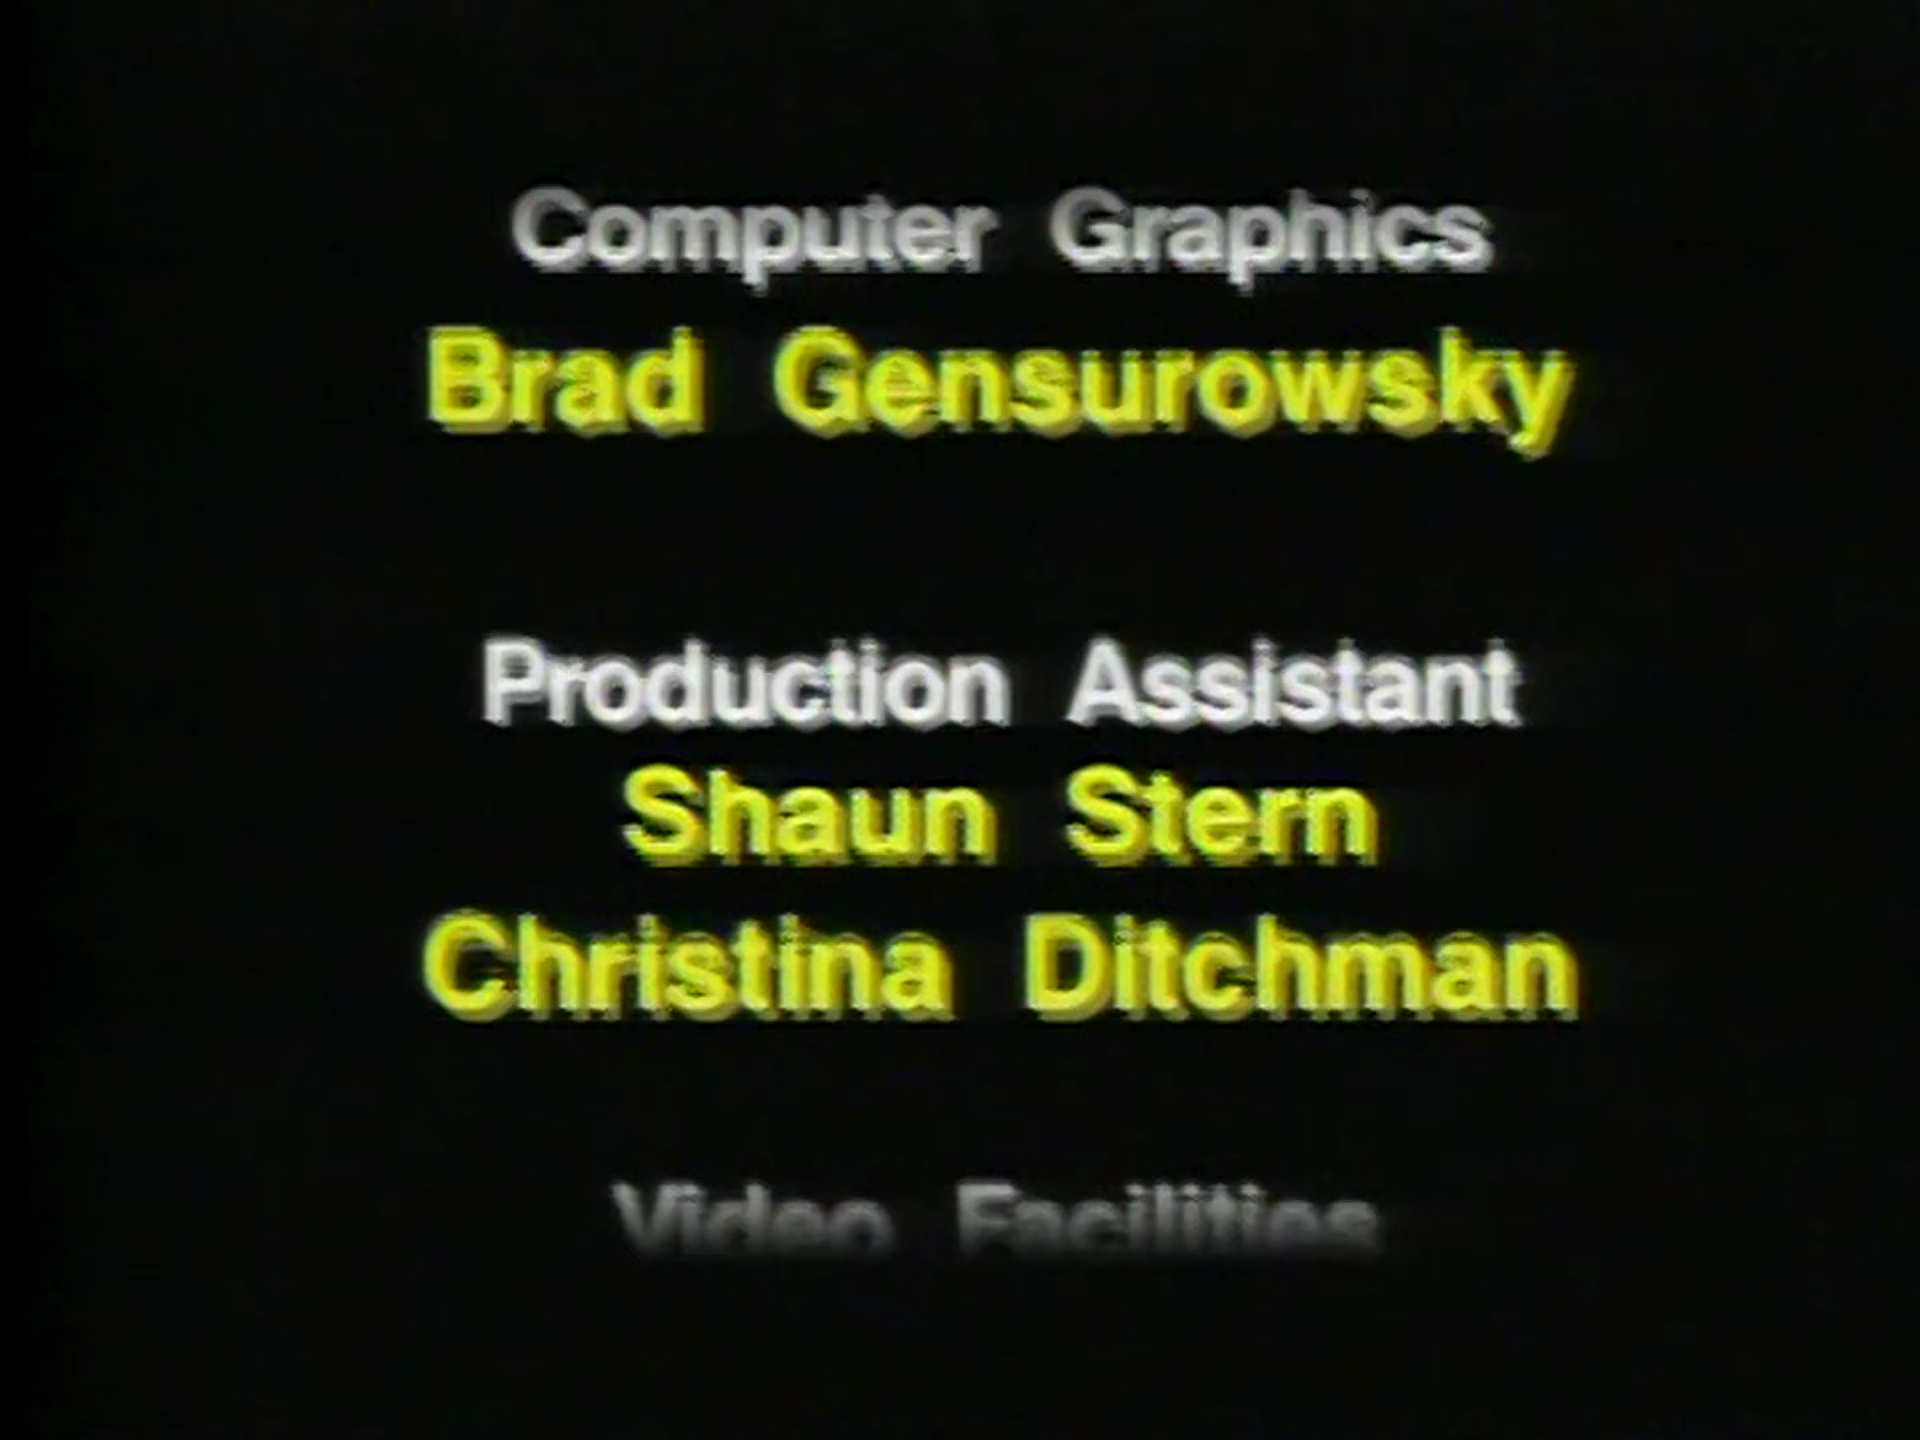 Computer Graphics
Brad Gensurowsky
Production Assistant
Shaun Stern
Christina Ditchman
Video Facilities